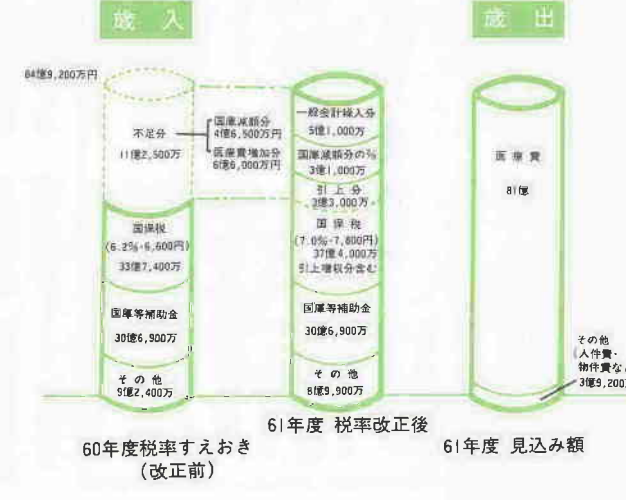 歳 入
歳 出
84億9,200万円
不足分
11億2,500万
国庫減額分
4億6,500万円
医療費増加分
6億6,000万円
国保税
(6.2%-6,600円)
33億7,400万
国庫等補助金
30億6,900万
その他
9億2,400万
60年度税率すえおき
(改正前)
一般会計繰入分
5億1,000万
国庫減額分の⅔
3億1,000万
引上分
3億3,000万
国保税
(7.0%-7,800円)
37億4,000万
引上増収分含む
国庫等補助金
30億6,900万
その他
8億9,900万
61年度 税率改正後
医療費
81億
その他
(人件費・
物件費な
3億9,200
61年度 見込み額